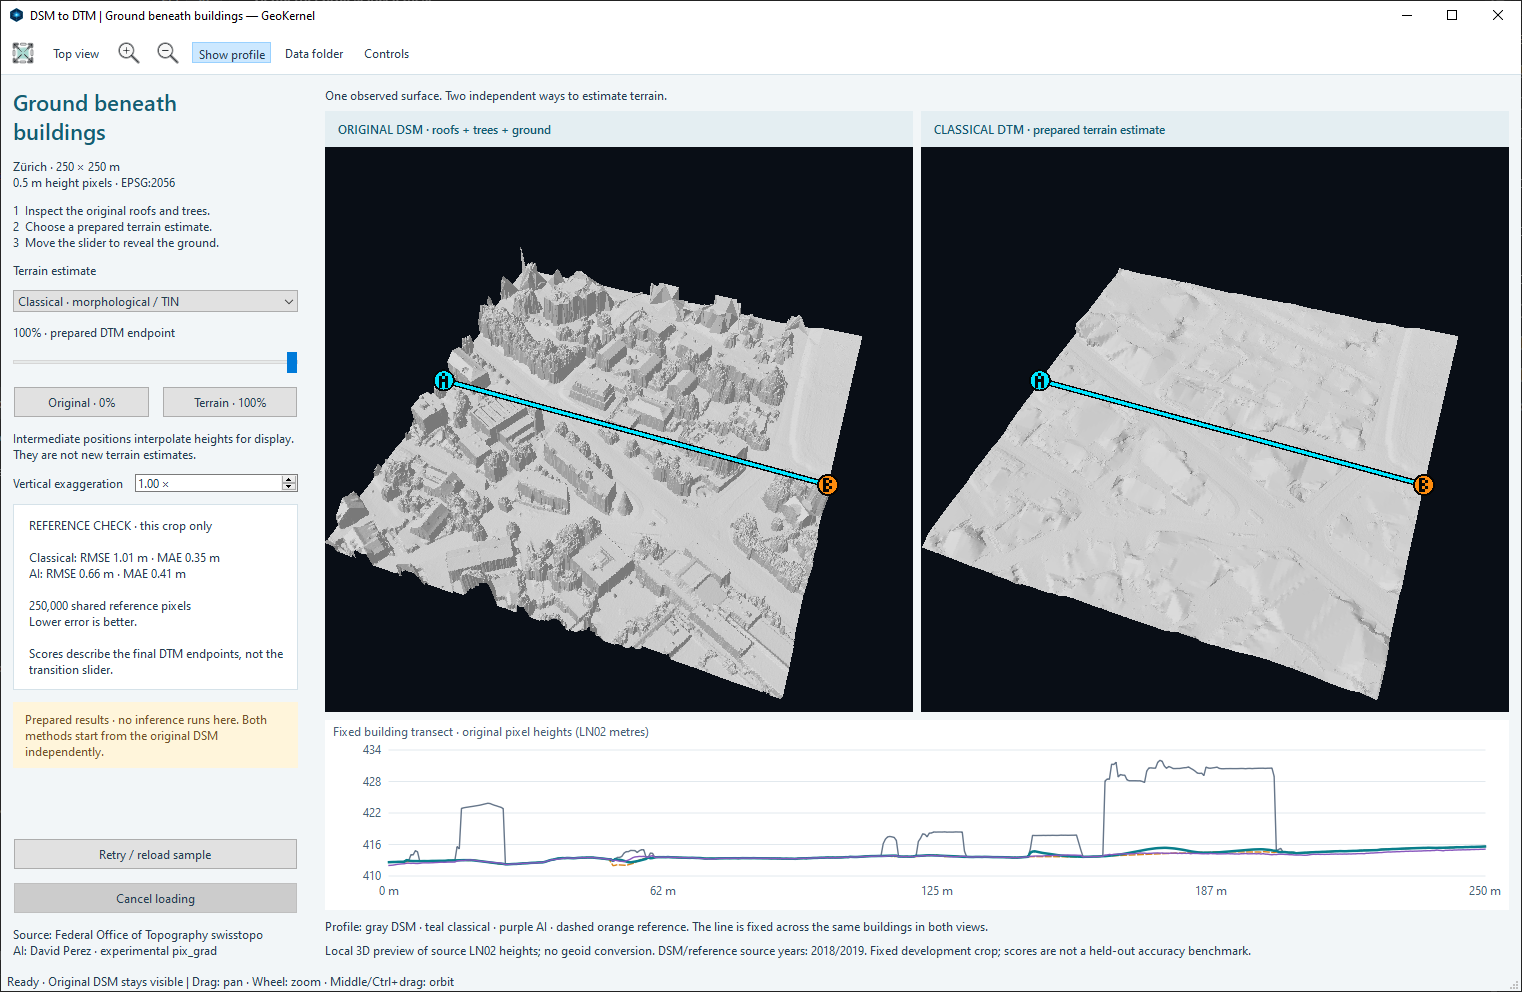 DSM to DTM | Ground beneath buildings — GeoKernel
Top view
Show profile
Data folder
Controls
Ground beneath
buildings
Zürich · 250 × 250 m
0.5 m height pixels · EPSG:2056
1 Inspect the original roofs and trees.
2 Choose a prepared terrain estimate.
3 Move the slider to reveal the ground.
Terrain estimate
Classical · morphological / TIN
100% · prepared DTM endpoint
Original · 0%
Terrain · 100%
Intermediate positions interpolate heights for display.
They are not new terrain estimates.
Vertical exaggeration
1.00 ×
REFERENCE CHECK · this crop only
Classical: RMSE 1.01 m · MAE 0.35 m
AI: RMSE 0.66 m · MAE 0.41 m
250,000 shared reference pixels
Lower error is better.
Scores describe the final DTM endpoints, not the
transition slider.
Prepared results · no inference runs here. Both
methods start from the original DSM
independently.
Retry / reload sample
Cancel loading
Source: Federal Office of Topography swisstopo
AI: David Perez · experimental pix_grad
One observed surface. Two independent ways to estimate terrain.
ORIGINAL DSM · roofs + trees + ground
A
B
CLASSICAL DTM · prepared terrain estimate
A
B
Fixed building transect · original pixel heights (LN02 metres)
434
428
422
416
410
0 m
62 m
125 m
187 m
250 m
Profile: gray DSM · teal classical · purple AI · dashed orange reference. The line is fixed across the same buildings in both views.
Local 3D preview of source LN02 heights; no geoid conversion. DSM/reference source years: 2018/2019. Fixed development crop; scores are not a held-out accuracy benchmark.
Ready · Original DSM stays visible | Drag: pan · Wheel: zoom · Middle/Ctrl+drag: orbit